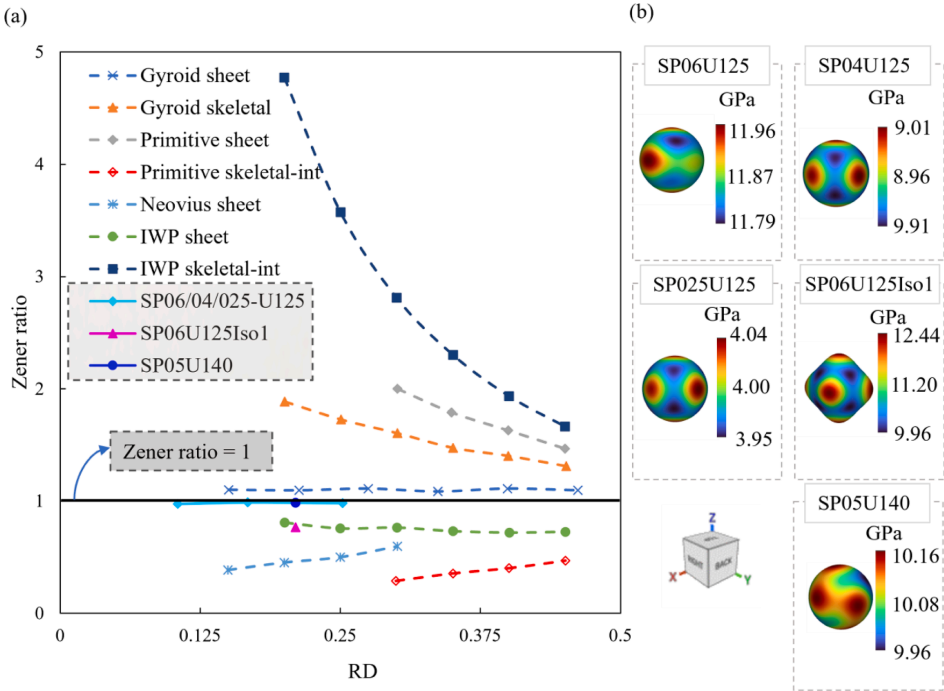 (a)
Zener ratio
5
4
3
2
1
0
0
0.125
0.25
0.375
0.5
RD
Gyroid sheet
Gyroid skeletal
Primitive sheet
Primitive skeletal-int
Neovius sheet
IWP sheet
IWP skeletal-int
SP06/04/025-U125
SP06U125Iso1
SP05U140
Zener ratio = 1
(b)
SP06U125
GPa
11.96
11.87
11.79
SP04U125
GPa
9.01
8.96
9.91
SP025U125
GPa
4.04
4.00
3.95
SP06U125Iso1
GPa
12.44
11.20
9.96
Z
RIGHT
BACK
X
Y
SP05U140
GPa
10.16
10.08
9.96